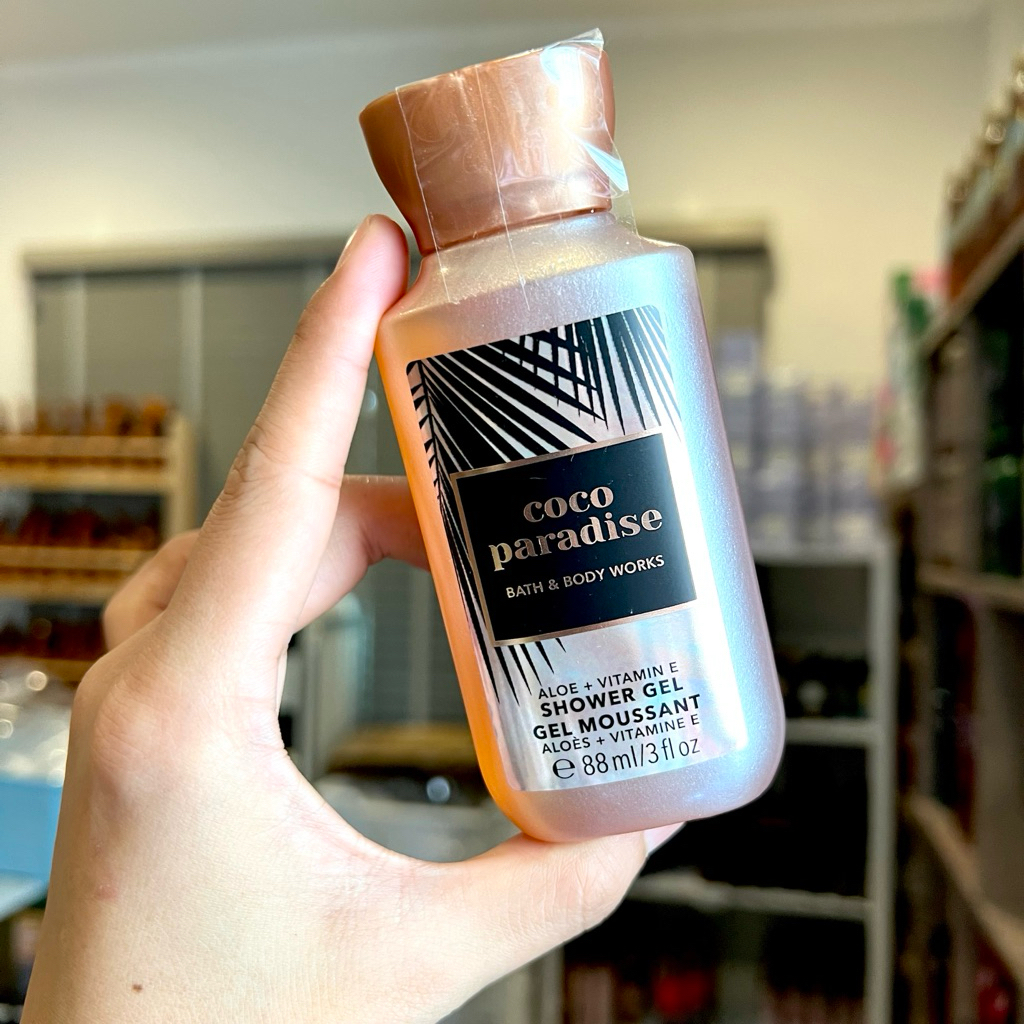 coco
paradise
BATH & BODY WORKS
ALOE + VITAMIN E
SHOWER GEL
GEL MOUSSANT
ALOÈS + VITAMINE E
℮ 88 ml/3 fl oz